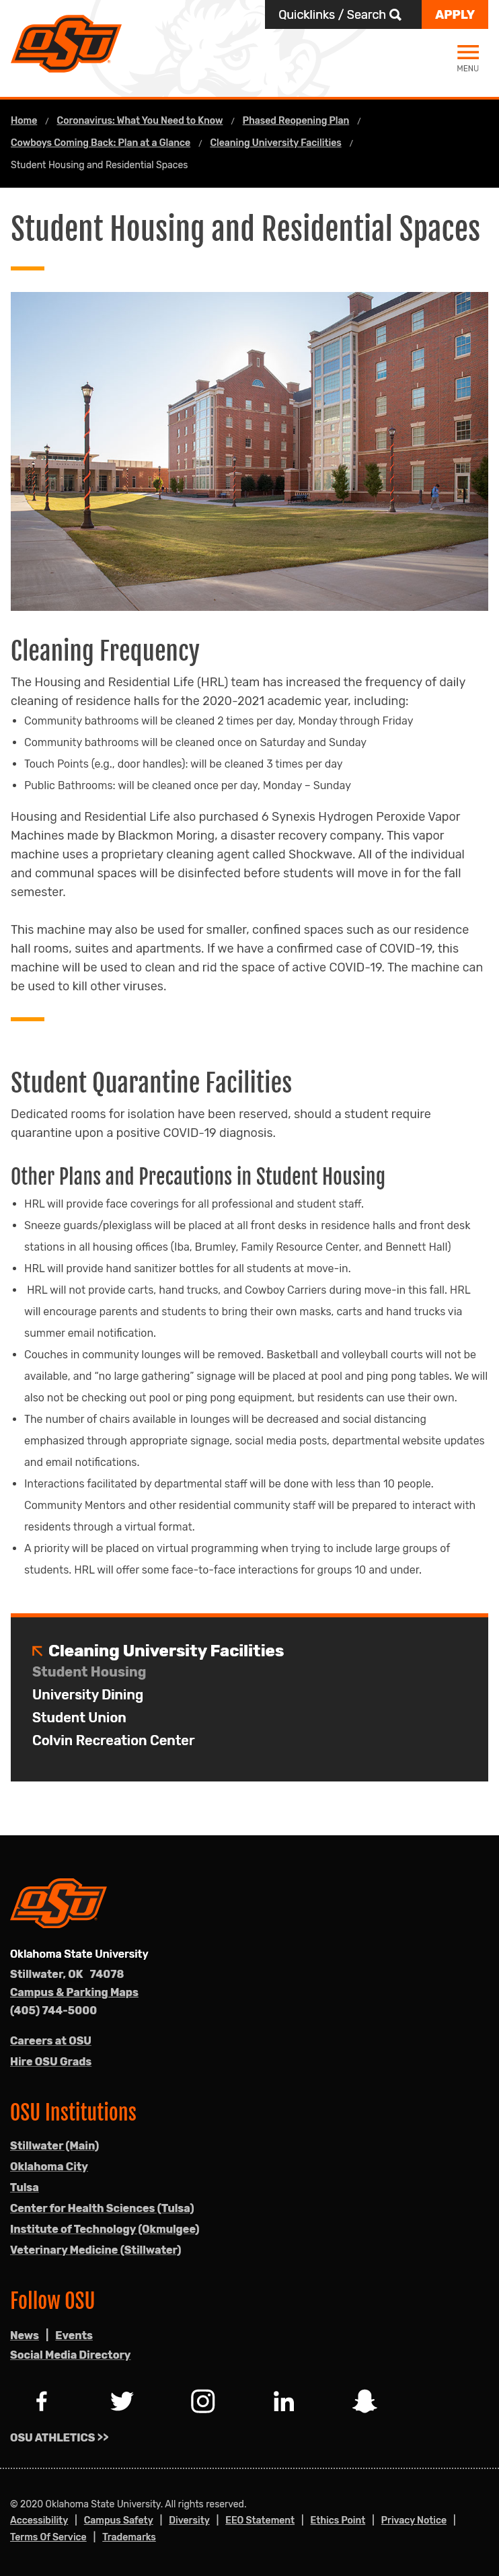 Quicklinks / Search
APPLY
OSU
MENU
Home / Coronavirus: What You Need to Know / Phased Reopening Plan /
Cowboys Coming Back: Plan at a Glance / Cleaning University Facilities /
Student Housing and Residential Spaces
Student Housing and Residential Spaces
Cleaning Frequency
The Housing and Residential Life (HRL) team has increased the frequency of daily
cleaning of residence halls for the 2020-2021 academic year, including:
• Community bathrooms will be cleaned 2 times per day, Monday through Friday
• Community bathrooms will be cleaned once on Saturday and Sunday
• Touch Points (e.g., door handles): will be cleaned 3 times per day
• Public Bathrooms: will be cleaned once per day, Monday – Sunday
Housing and Residential Life also purchased 6 Synexis Hydrogen Peroxide Vapor
Machines made by Blackmon Moring, a disaster recovery company. This vapor
machine uses a proprietary cleaning agent called Shockwave. All of the individual
and communal spaces will be disinfected before students will move in for the fall
semester.
This machine may also be used for smaller, confined spaces such as our residence
hall rooms, suites and apartments. If we have a confirmed case of COVID-19, this
machine will be used to clean and rid the space of active COVID-19. The machine can
be used to kill other viruses.
Student Quarantine Facilities
Dedicated rooms for isolation have been reserved, should a student require
quarantine upon a positive COVID-19 diagnosis.
Other Plans and Precautions in Student Housing
• HRL will provide face coverings for all professional and student staff.
• Sneeze guards/plexiglass will be placed at all front desks in residence halls and front desk
stations in all housing offices (Iba, Brumley, Family Resource Center, and Bennett Hall)
• HRL will provide hand sanitizer bottles for all students at move-in.
• HRL will not provide carts, hand trucks, and Cowboy Carriers during move-in this fall. HRL
will encourage parents and students to bring their own masks, carts and hand trucks via
summer email notification.
• Couches in community lounges will be removed. Basketball and volleyball courts will not be
available, and “no large gathering” signage will be placed at pool and ping pong tables. We will
also not be checking out pool or ping pong equipment, but residents can use their own.
• The number of chairs available in lounges will be decreased and social distancing
emphasized through appropriate signage, social media posts, departmental website updates
and email notifications.
• Interactions facilitated by departmental staff will be done with less than 10 people.
Community Mentors and other residential community staff will be prepared to interact with
residents through a virtual format.
• A priority will be placed on virtual programming when trying to include large groups of
students. HRL will offer some face-to-face interactions for groups 10 and under.
Cleaning University Facilities
Student Housing
University Dining
Student Union
Colvin Recreation Center
OSU
Oklahoma State University
Stillwater, OK 74078
Campus & Parking Maps
(405) 744-5000
Careers at OSU
Hire OSU Grads
OSU Institutions
Stillwater (Main)
Oklahoma City
Tulsa
Center for Health Sciences (Tulsa)
Institute of Technology (Okmulgee)
Veterinary Medicine (Stillwater)
Follow OSU
News | Events
Social Media Directory
OSU ATHLETICS >>
© 2020 Oklahoma State University. All rights reserved.
Accessibility | Campus Safety | Diversity | EEO Statement | Ethics Point | Privacy Notice |
Terms Of Service | Trademarks